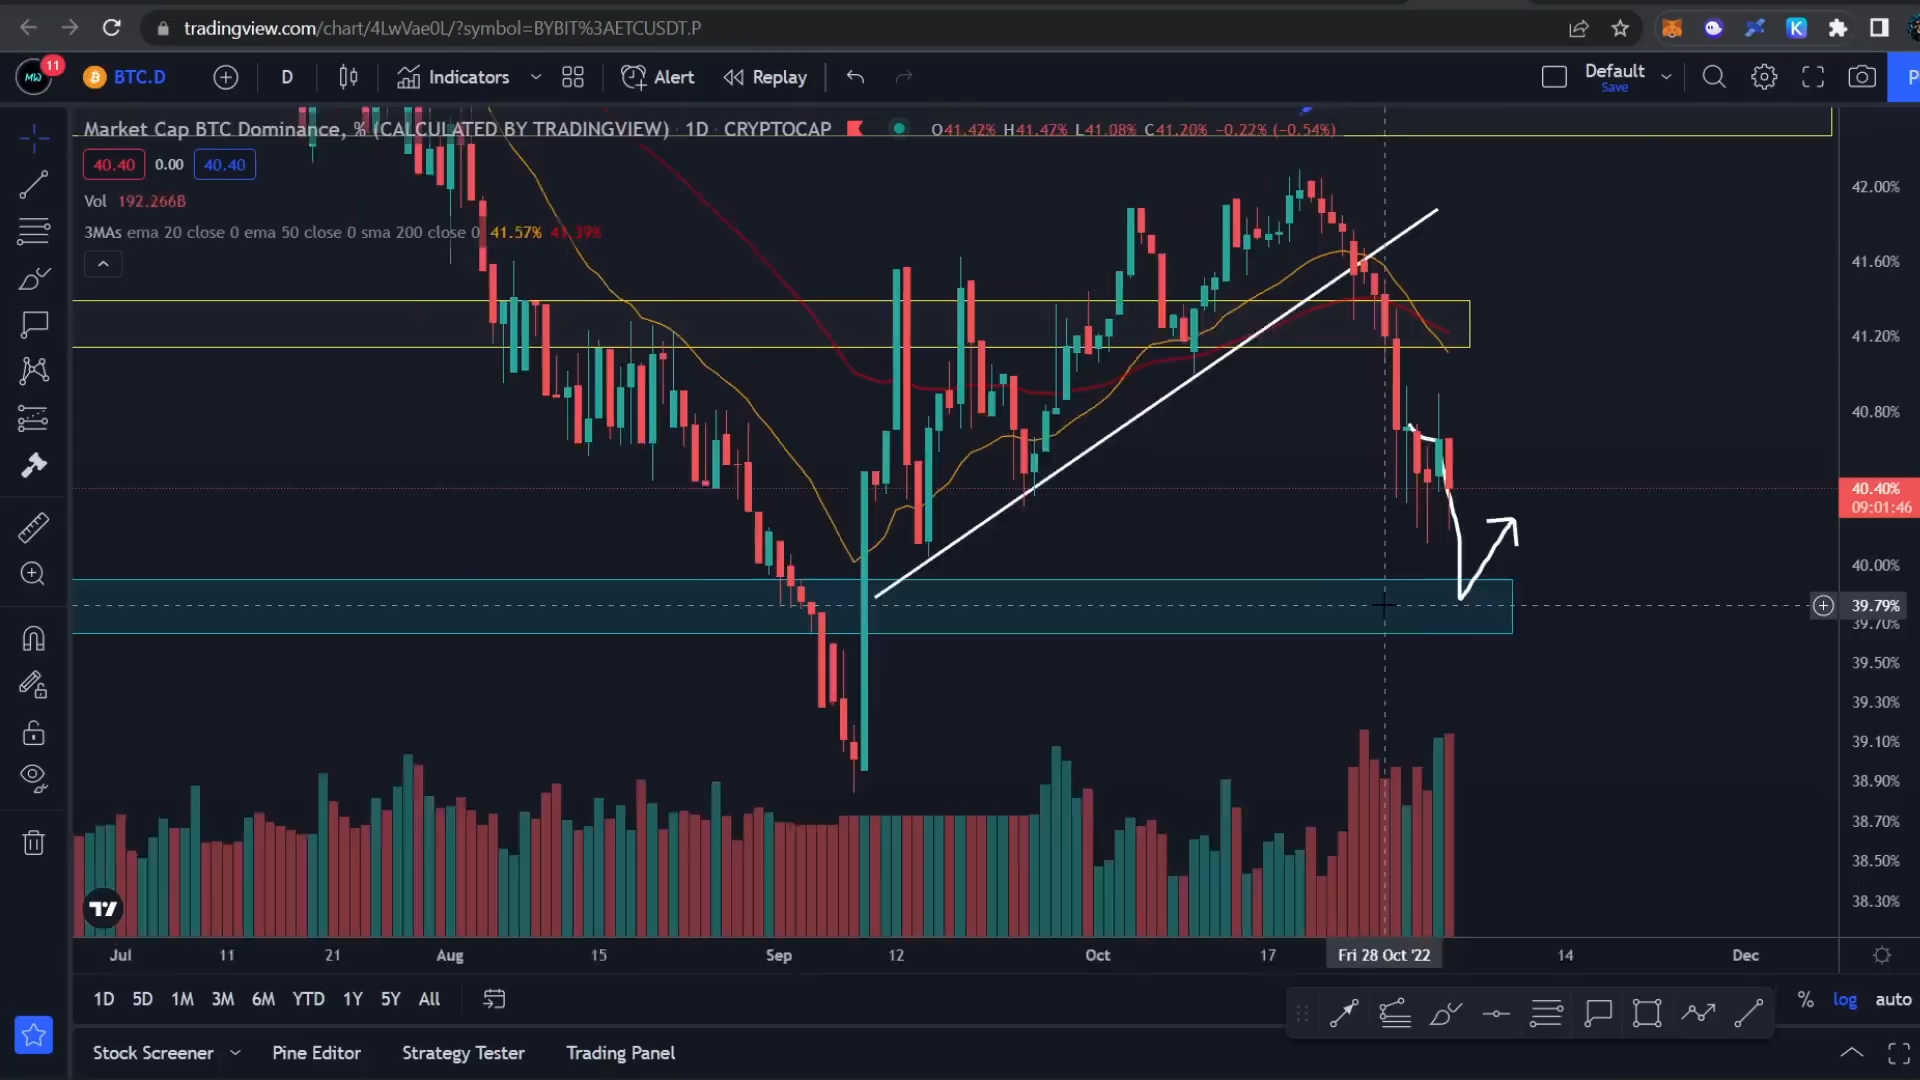 tradingview.com/chart/4LwVae0L/?symbol=BYBIT%3AETCUSDT.P
MW 11 BTC.D D Indicators Alert Replay Default Save
Market Cap BTC Dominance, % (CALCULATED BY TRADINGVIEW) 1D CRYPTOCAP O41.42% H41.47% L41.08% C41.20% −0.22% (−0.54%)
40.40 0.00 40.40
Vol 192.266B
3MAs ema 20 close 0 ema 50 close 0 sma 200 close 0 41.57% 41.39%
42.00%
41.60%
41.20%
40.80%
40.40%
09:01:46
40.00%
39.79%
39.70%
39.50%
39.30%
39.10%
38.90%
38.70%
38.50%
38.30%
Jul 11 21 Aug 15 Sep 12 Oct 17 Fri 28 Oct '22 14 Dec
1D 5D 1M 3M 6M YTD 1Y 5Y All % log auto
Stock Screener Pine Editor Strategy Tester Trading Panel